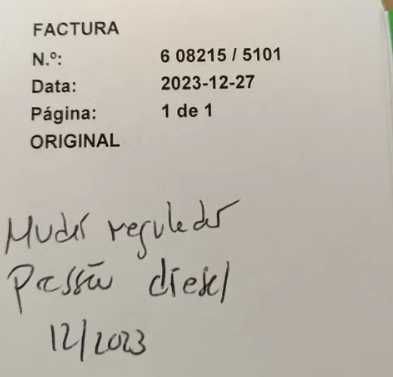 FACTURA
N.º: 6 08215 / 5101
Data: 2023-12-27
Página: 1 de 1
ORIGINAL
Mudar regulador
Pressão diesel
12/2023